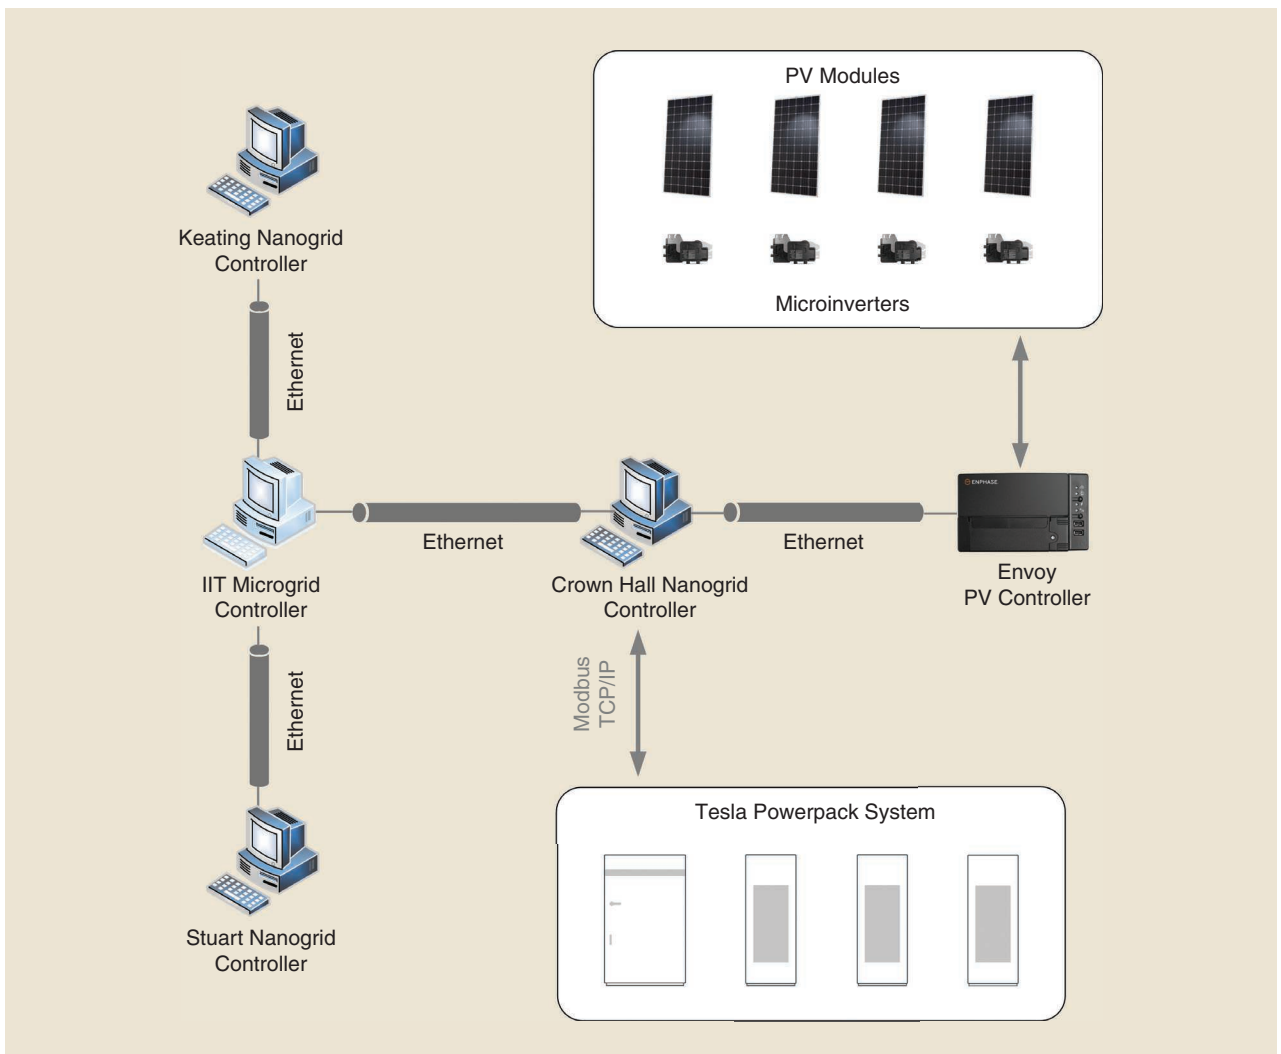 PV Modules
Microinverters
Keating Nanogrid
Controller
Ethernet
IIT Microgrid
Controller
Ethernet
Crown Hall Nanogrid
Controller
Ethernet
ENPHASE
Envoy
PV Controller
Ethernet
Stuart Nanogrid
Controller
Modbus
TCP/IP
Tesla Powerpack System